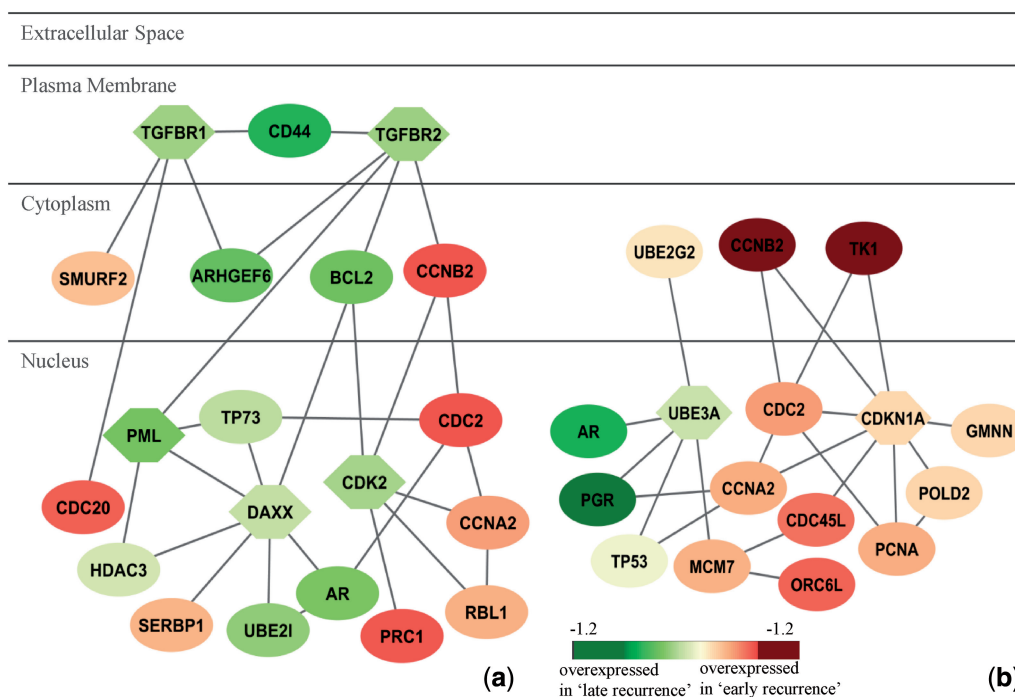 Extracellular Space
Plasma Membrane
TGFBR1
CD44
TGFBR2
Cytoplasm
SMURF2
ARHGEF6
BCL2
CCNB2
UBE2G2
CCNB2
TK1
Nucleus
PML
TP73
CDC2
CDC20
DAXX
CDK2
CCNA2
HDAC3
SERBP1
UBE2I
AR
PRC1
RBL1
(a)
AR
UBE3A
CDC2
CDKN1A
GMNN
PGR
CCNA2
POLD2
CDC45L
TP53
MCM7
PCNA
ORC6L
-1.2
-1.2
overexpressed
in 'late recurrence'
overexpressed
in 'early recurrence'
(b)